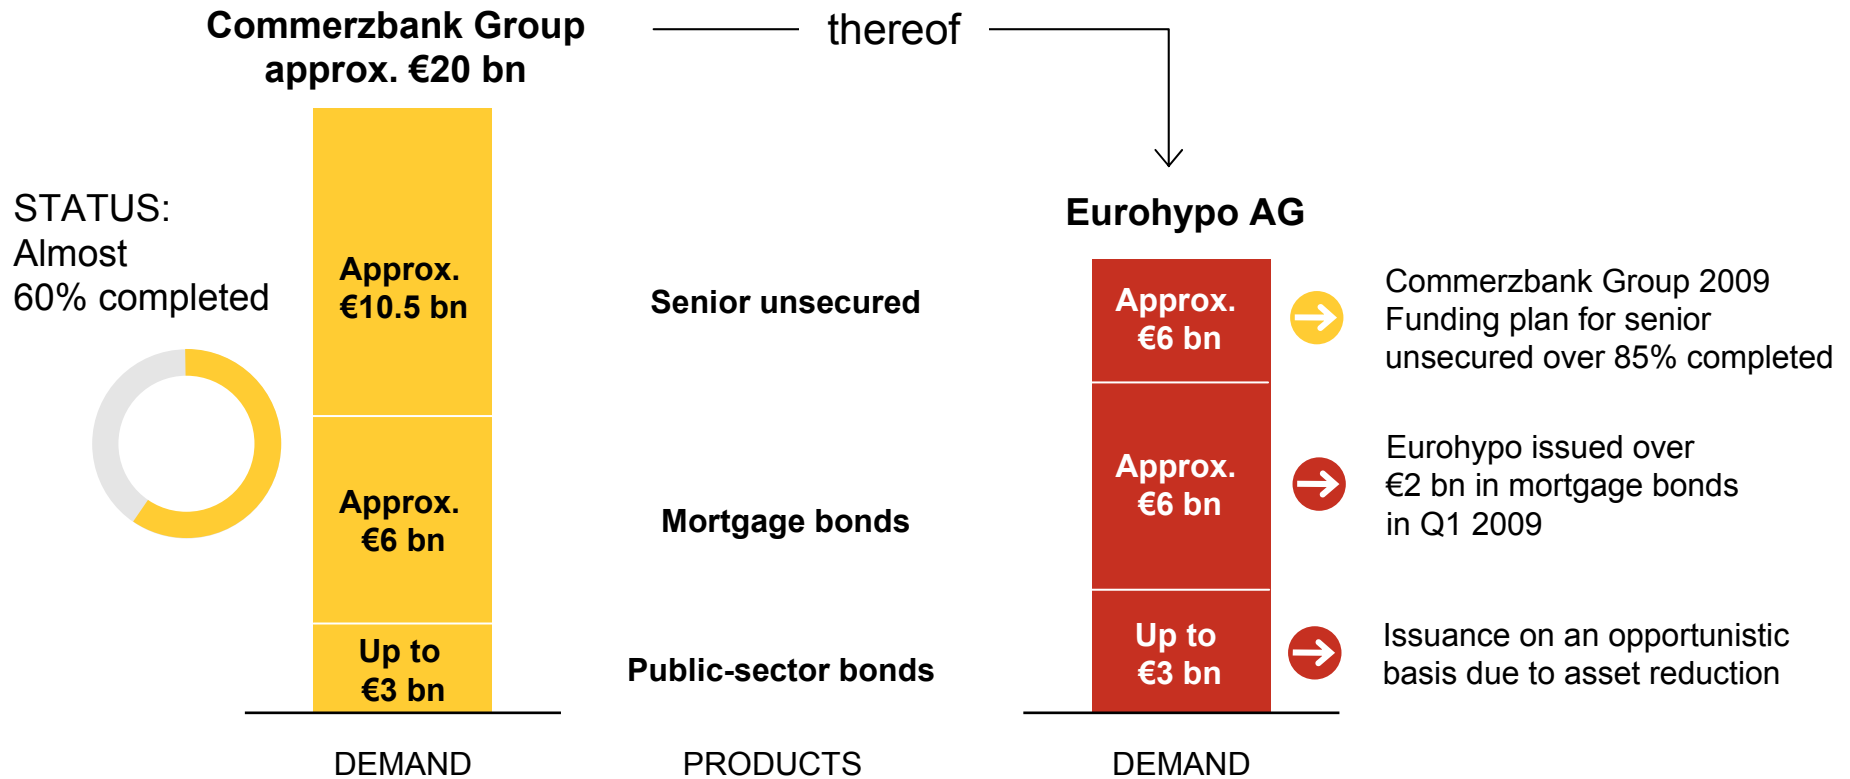 Commerzbank Group
approx. €20 bn
thereof
STATUS:
Almost
60% completed
Approx.
€10.5 bn
Approx.
€6 bn
Up to
€3 bn
DEMAND
Senior unsecured
Mortgage bonds
Public-sector bonds
PRODUCTS
Eurohypo AG
Approx.
€6 bn
Approx.
€6 bn
Up to
€3 bn
DEMAND
Commerzbank Group 2009
Funding plan for senior
unsecured over 85% completed
Eurohypo issued over
€2 bn in mortgage bonds
in Q1 2009
Issuance on an opportunistic
basis due to asset reduction